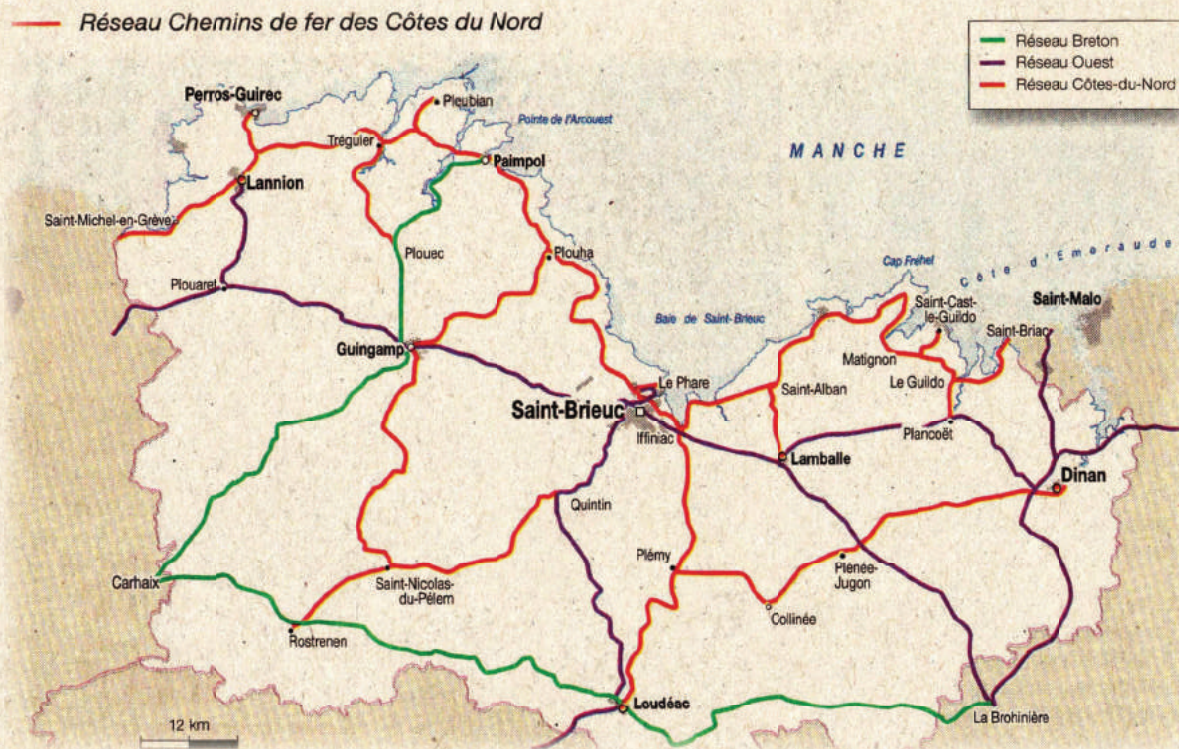 Réseau Chemins de fer des Côtes du Nord
Réseau Breton
Réseau Ouest
Réseau Côtes-du-Nord
Perros-Guirec
Pleubian
Pointe de l'Arcouest
Tréguier
MANCHE
Paimpol
Lannion
Saint-Michel-en-Grève
Plouec
Plouha
Cap Fréhel
Côte d'Emeraude
Plouaret
Saint-Cast-
le-Guildo
Saint-Malo
Baie de Saint-Brieuc
Saint-Briac
Guingamp
Matignon
Le Phare
Saint-Alban
Le Guildo
Saint-Brieuc
Iffiniac
Plancoët
Lamballe
Dinan
Quintin
Plémy
Plénée-
Jugon
Carhaix
Saint-Nicolas-
du-Pélem
Collinée
Rostrenen
Loudéac
La Brohinière
12 km